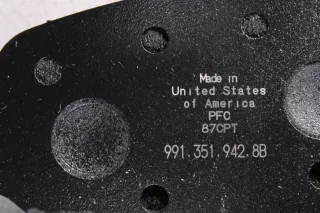 Made in
United States
of America
PFC
87CPT
991.351.942.8B